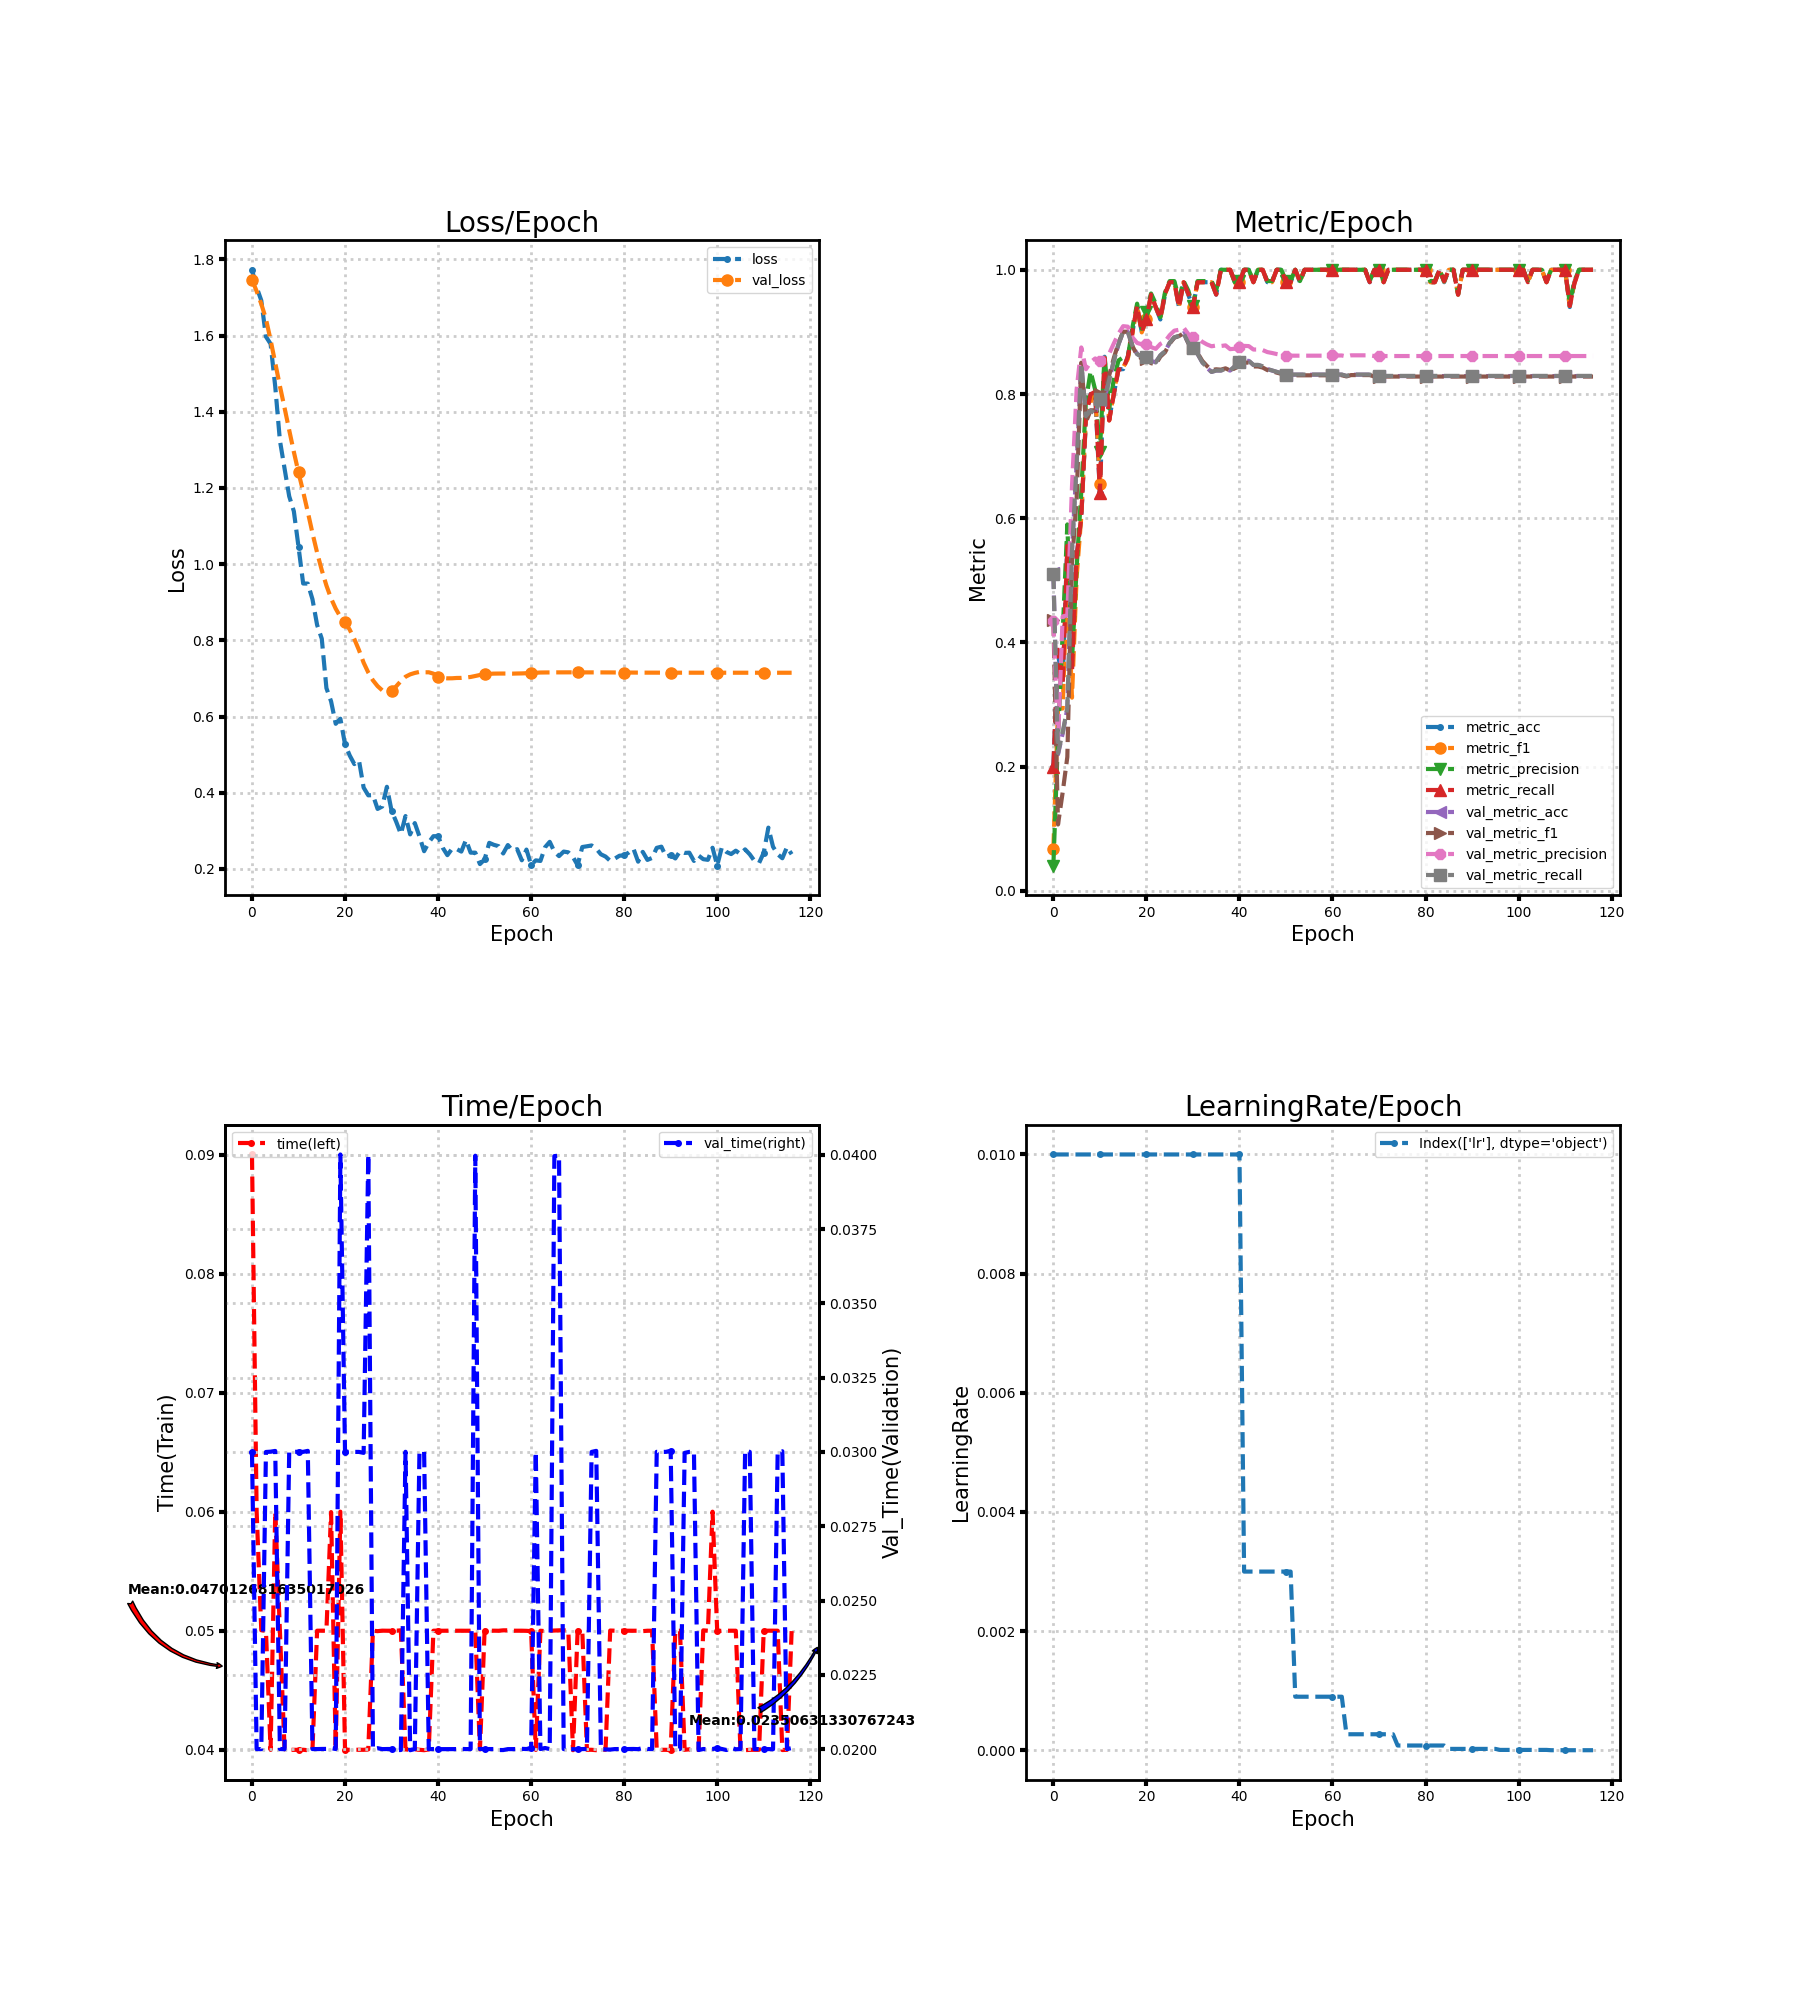 Loss/Epoch
1.8
1.6
1.4
1.2
1.0
0.8
0.6
0.4
0.2
Loss
loss
val_loss
0 20 40 60 80 100 120
Epoch
Metric/Epoch
1.0
0.8
0.6
0.4
0.2
0.0
Metric
metric_acc
metric_f1
metric_precision
metric_recall
val_metric_acc
val_metric_f1
val_metric_precision
val_metric_recall
0 20 40 60 80 100 120
Epoch
Time/Epoch
time(left)
val_time(right)
0.09
0.08
0.07
0.06
0.05
0.04
Time(Train)
0.0400
0.0375
0.0350
0.0325
0.0300
0.0275
0.0250
0.0225
0.0200
Val_Time(Validation)
0 20 40 60 80 100 120
Epoch
LearningRate/Epoch
Index(['lr'], dtype='object')
0.010
0.008
0.006
0.004
0.002
0.000
LearningRate
0 20 40 60 80 100 120
Epoch